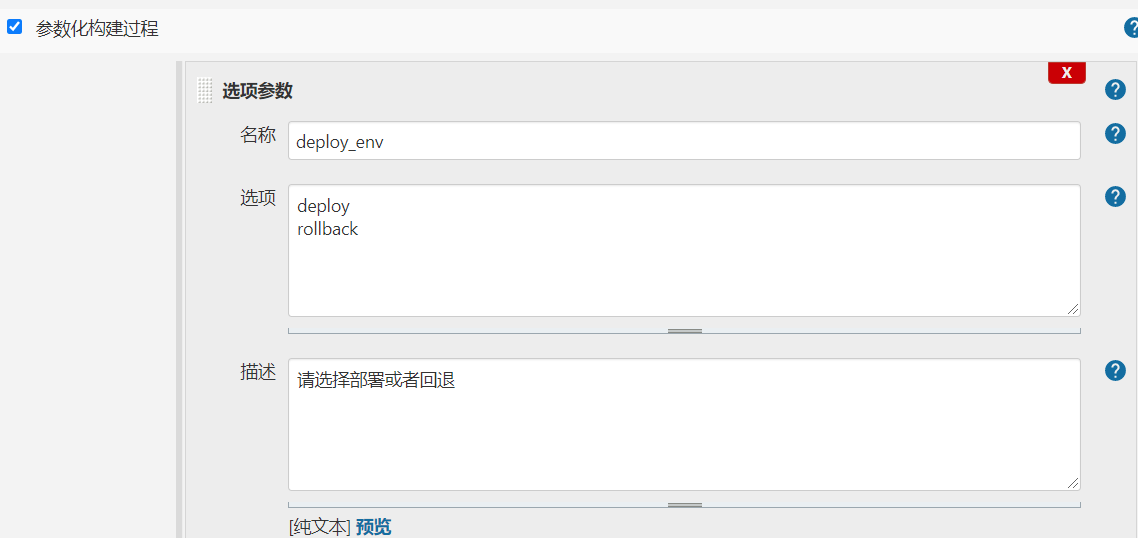 参数化构建过程
?
X
选项参数
?
名称
deploy_env
?
选项
deploy
rollback
?
描述
请选择部署或者回退
?
[纯文本] 预览